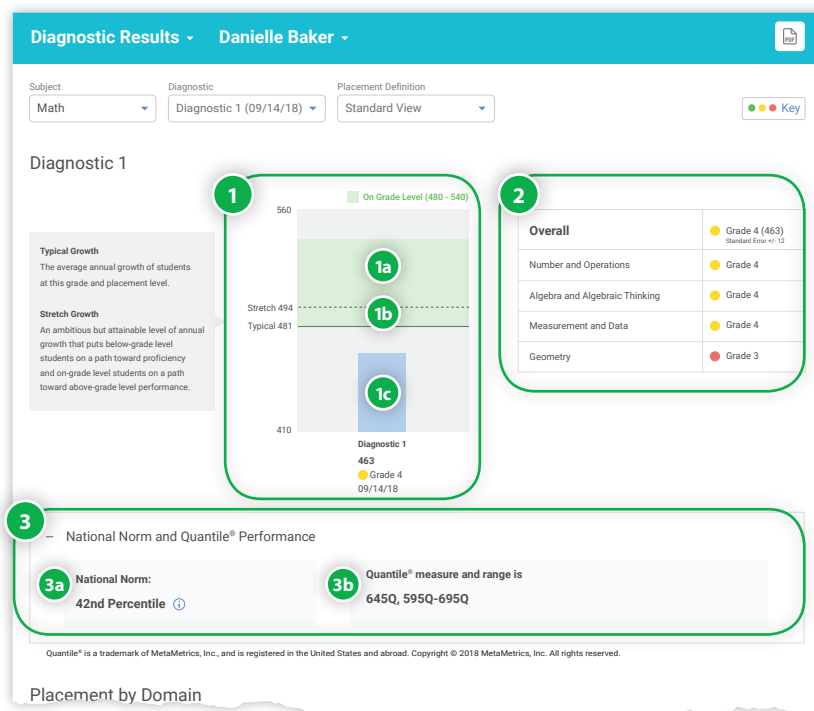 Diagnostic Results Danielle Baker
PDF
Subject Diagnostic Placement Definition
Math Diagnostic 1 (09/14/18) Standard View
Key
Diagnostic 1
1
On Grade Level (480 - 540)
560
1a
Stretch 494
1b
Typical 481
1c
410
Diagnostic 1
463
Grade 4
09/14/18
Typical Growth
The average annual growth of students
at this grade and placement level.
Stretch Growth
An ambitious but attainable level of annual
growth that puts below-grade level
students on a path toward proficiency
and on-grade level students on a path
toward above-grade level performance.
2
Overall Grade 4 (463)
Standard Error +/- 12
Number and Operations Grade 4
Algebra and Algebraic Thinking Grade 4
Measurement and Data Grade 4
Geometry Grade 3
3
– National Norm and Quantile® Performance
3a
National Norm:
42nd Percentile
3b
Quantile® measure and range is
645Q, 595Q-695Q
Quantile® is a trademark of MetaMetrics, Inc., and is registered in the United States and abroad. Copyright © 2018 MetaMetrics, Inc. All rights reserved.
Placement by Domain